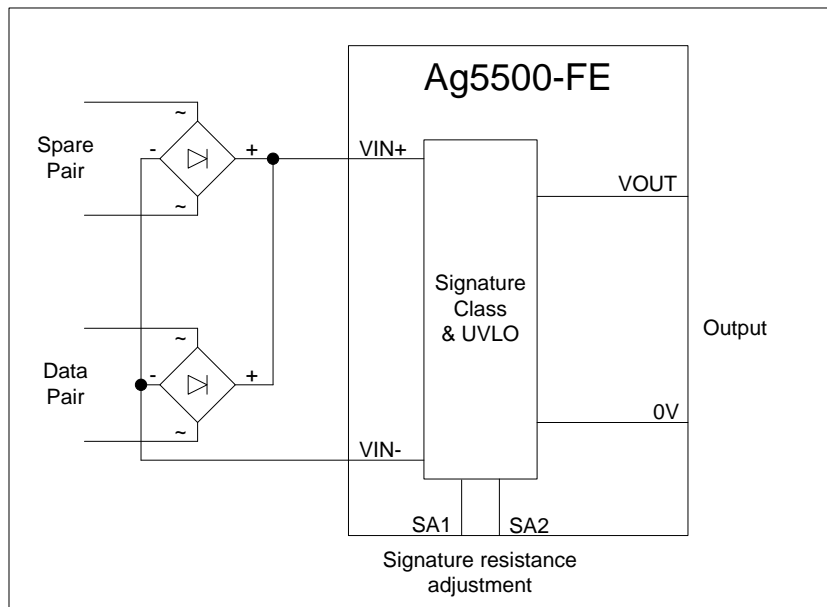 Ag5500-FE
~
Spare
Pair
-
+
VIN+
~
VOUT
Signature
Class
& UVLO
Output
~
Data
Pair
-
+
0V
~
VIN-
SA1
SA2
Signature resistance
adjustment